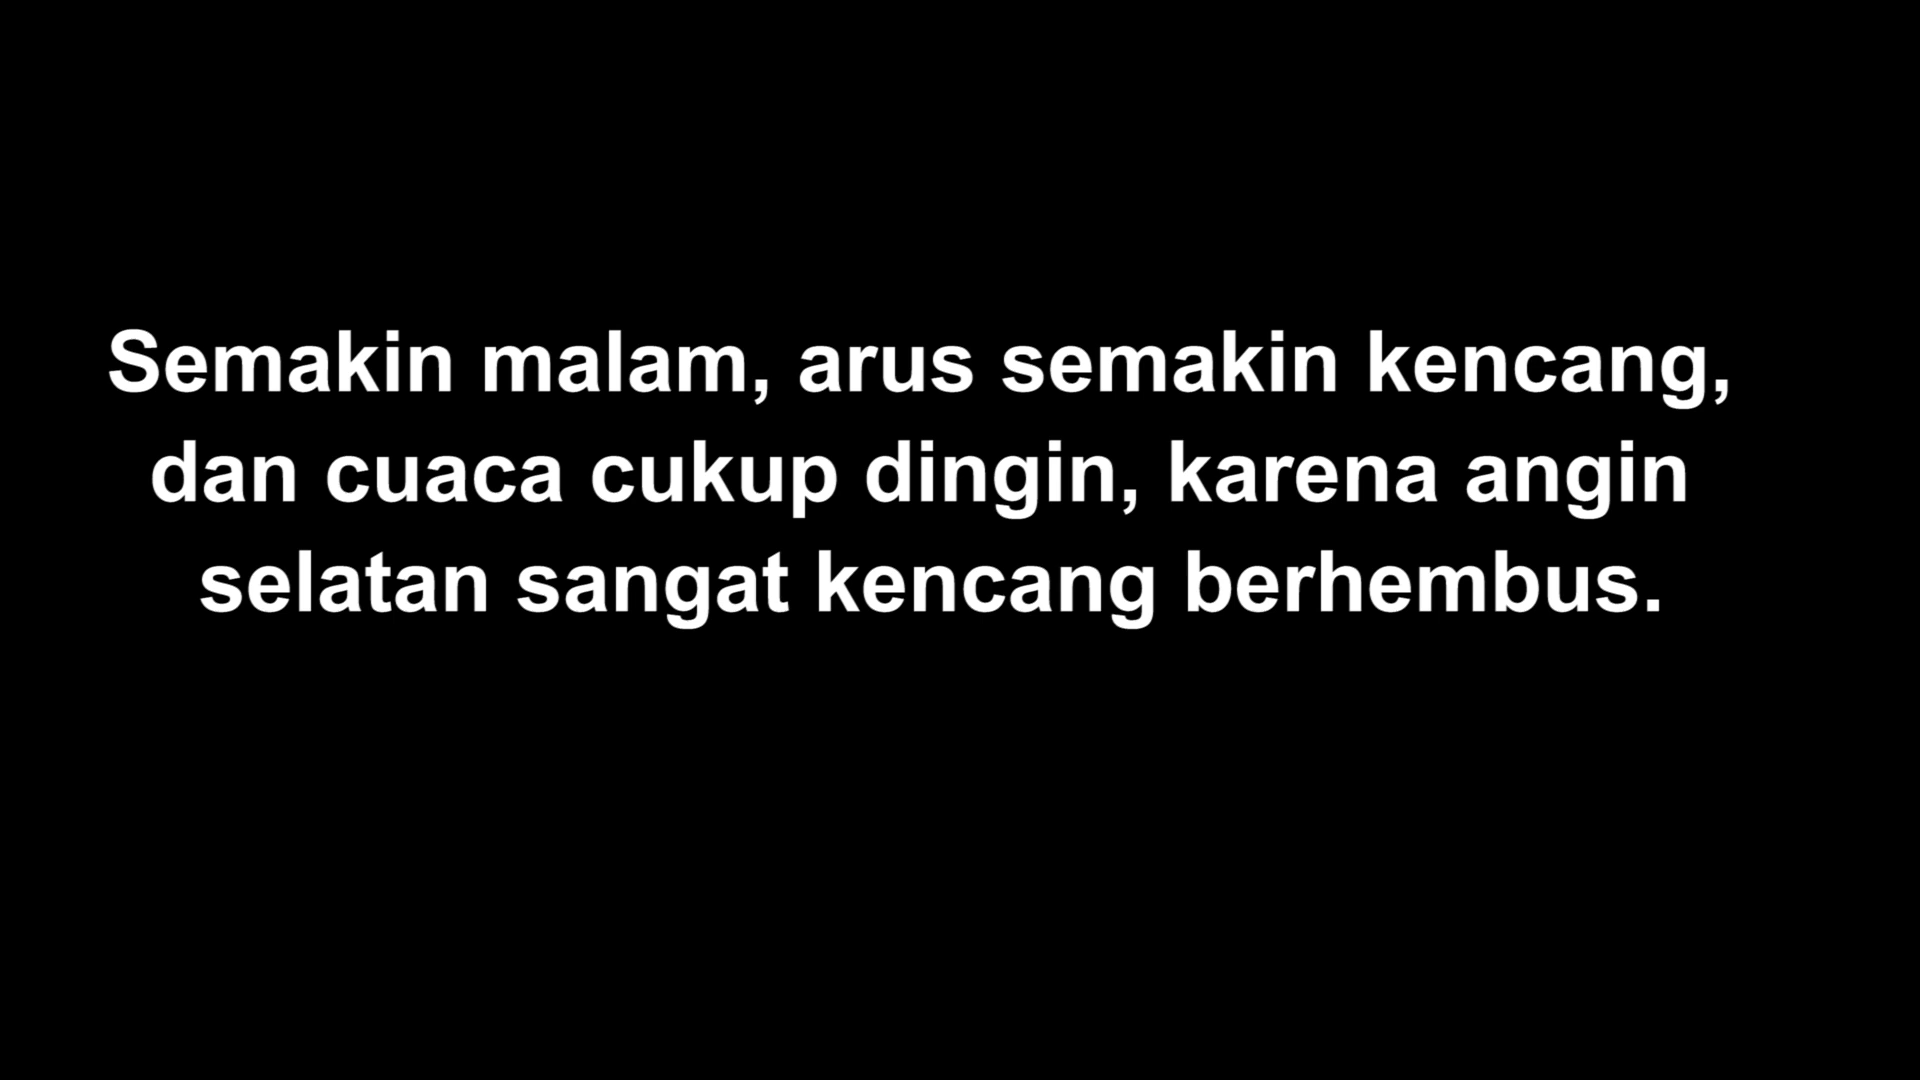 Semakin malam, arus semakin kencang,
dan cuaca cukup dingin, karena angin
selatan sangat kencang berhembus.